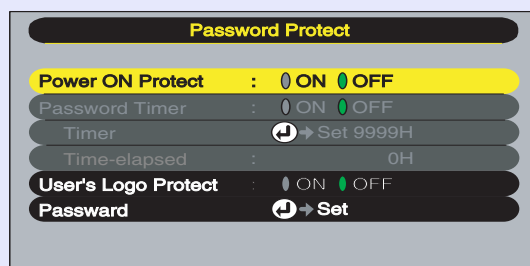 Password Protect
Power ON Protect : ON OFF
Password Timer : ON OFF
Timer Set 9999H
Time-elapsed : 0H
User's Logo Protect : ON OFF
Passward Set